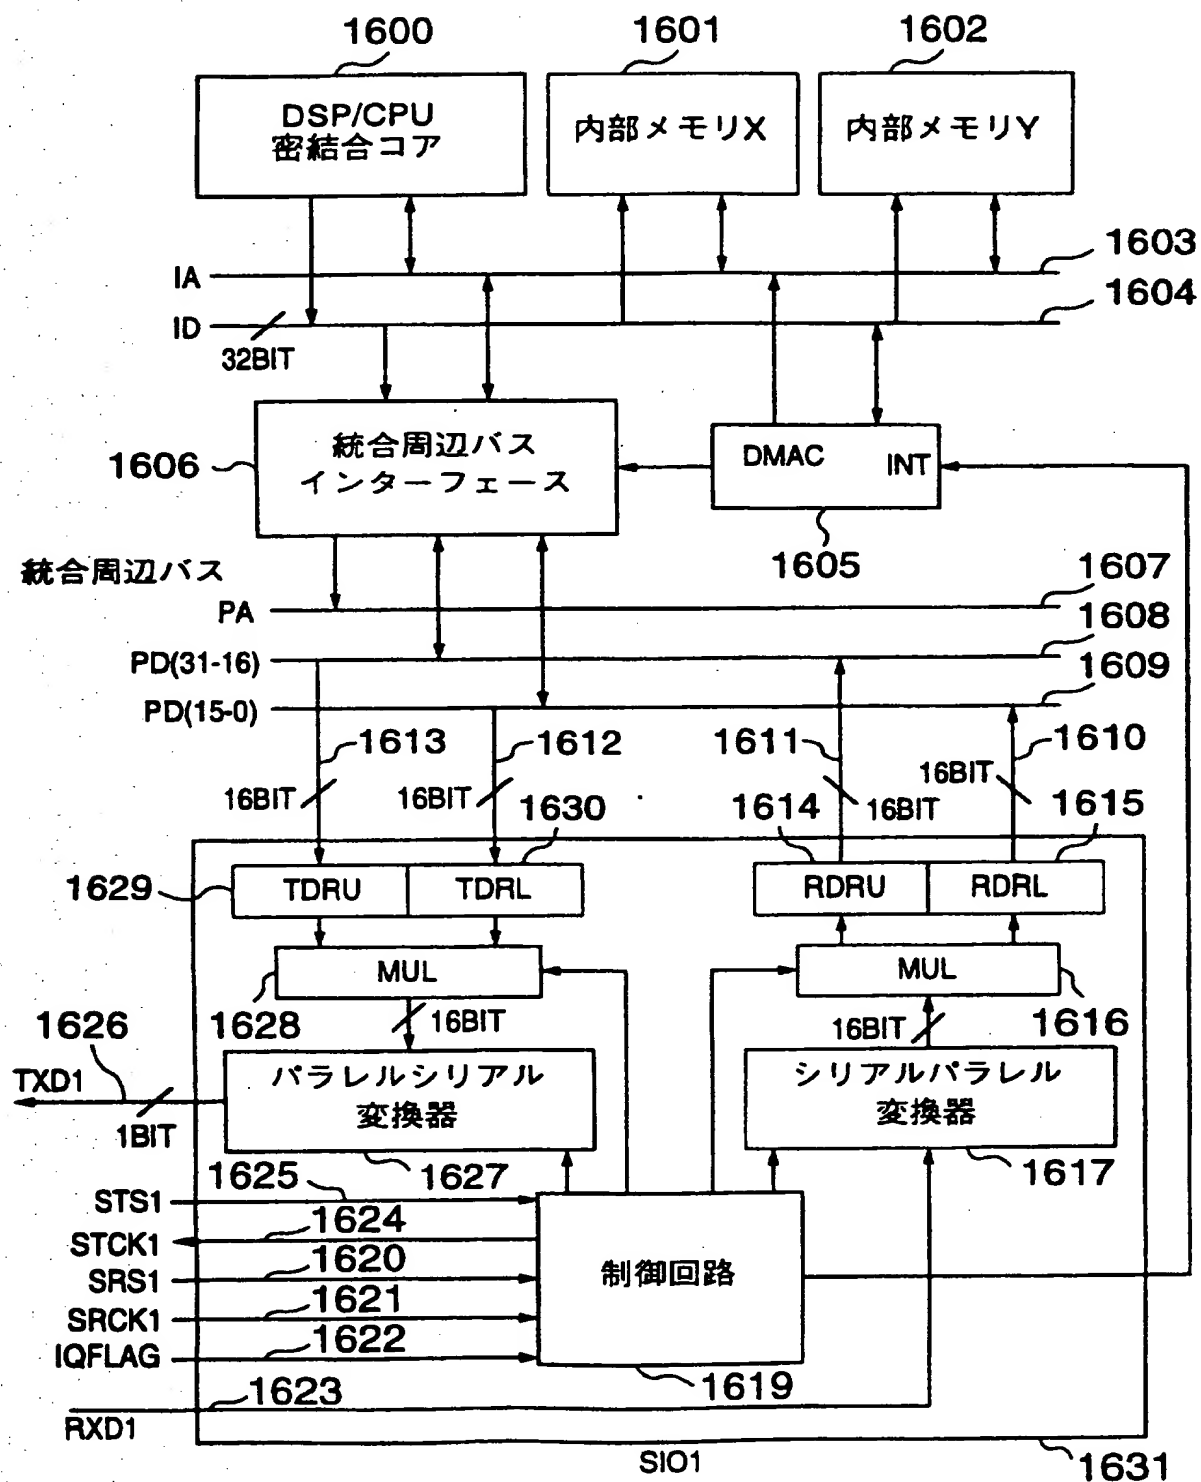 1600
1601
1602
DSP/CPU
密結合コア
内部メモリX
内部メモリY
IA
1603
ID
1604
32BIT
統合周辺バス
インターフェース
1606
DMAC
INT
1605
統合周辺バス
PA
1607
PD(31-16)
1608
PD(15-0)
1609
1613
1612
1611
1610
16BIT
16BIT
16BIT
16BIT
1630
1614
1615
1629
TDRU
TDRL
RDRU
RDRL
MUL
MUL
1628
16BIT
16BIT
1616
1626
TXD1
1BIT
パラレルシリアル
変換器
シリアルパラレル
変換器
1627
1617
STS1
1625
STCK1
1624
SRS1
1620
SRCK1
1621
IQFLAG
1622
制御回路
1619
RXD1
1623
SIO1
1631